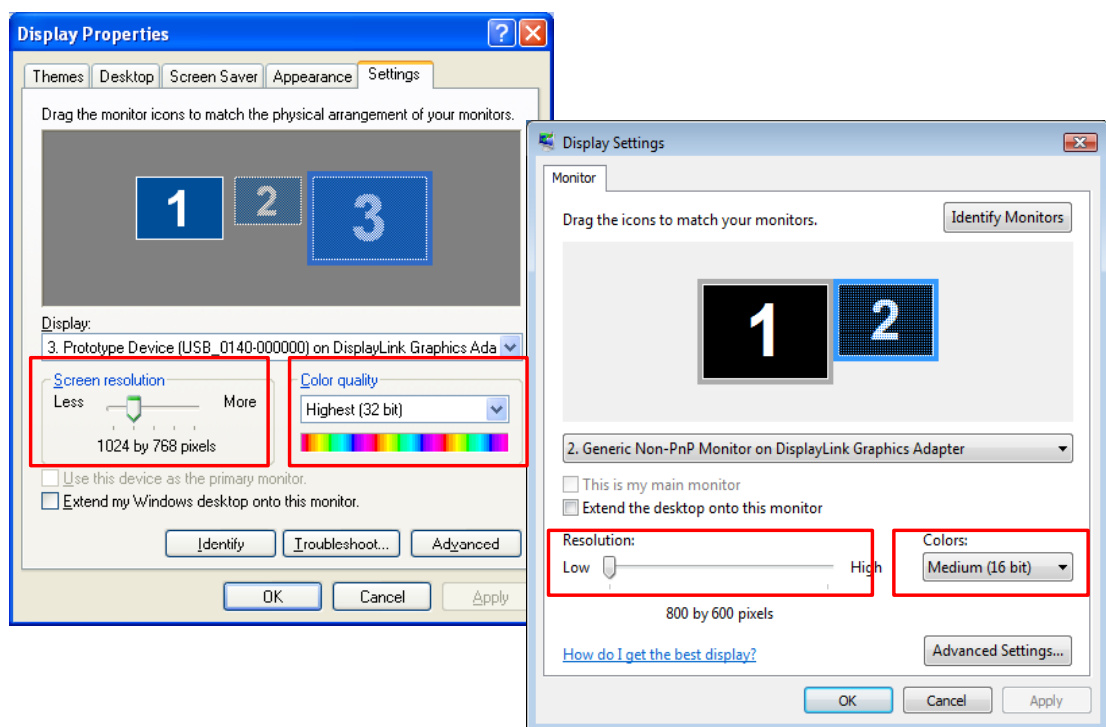 Display Properties
?
Themes Desktop Screen Saver Appearance Settings
Drag the monitor icons to match the physical arrangement of your monitors.
1 2 3
Display:
3. Prototype Device (USB_0140-000000) on DisplayLink Graphics Ada
Screen resolution
Less More
1024 by 768 pixels
Color quality
Highest (32 bit)
Use this device as the primary monitor.
Extend my Windows desktop onto this monitor.
Identify Troubleshoot... Advanced
OK Cancel Apply
Display Settings
Monitor
Drag the icons to match your monitors. Identify Monitors
1 2
2. Generic Non-PnP Monitor on DisplayLink Graphics Adapter
This is my main monitor
Extend the desktop onto this monitor
Resolution: Colors:
Low High Medium (16 bit)
800 by 600 pixels
How do I get the best display? Advanced Settings...
OK Cancel Apply